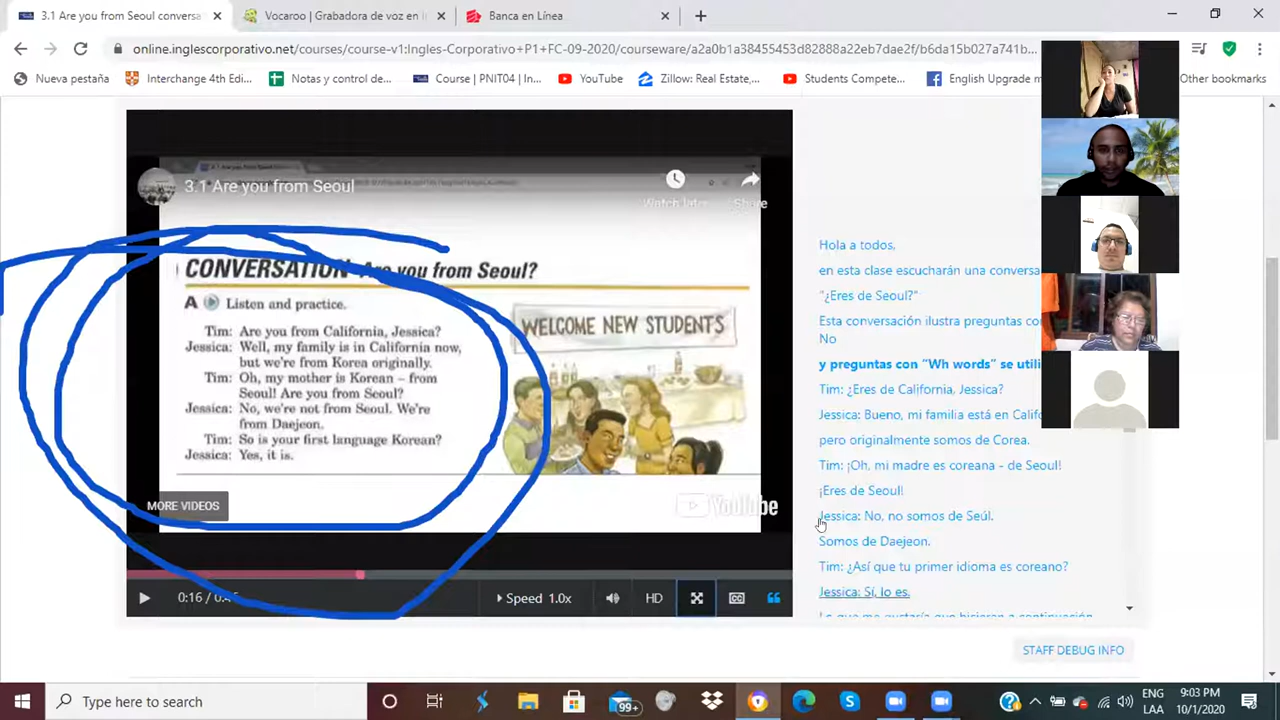 3.1 Are you from Seoul conversa
Vocaroo | Grabadora de voz en l
Banca en Línea
online.inglescorporativo.net/courses/course-v1:Ingles-Corporativo+P1+FC-09-2020/courseware/a2a0b1a38455453d82888a22eb7dae2f/b6da15b027a741b...
Nueva pestaña
Interchange 4th Edi...
Notas y control de...
Course | PNIT04 | In...
YouTube
Zillow: Real Estate,...
Students Compete...
English Upgrade m
Other bookmarks
3.1 Are you from Seoul
Watch later
Share
CONVERSATION Are you from Seoul?
A Listen and practice.
Tim: Are you from California, Jessica?
Jessica: Well, my family is in California now,
but we're from Korea originally.
Tim: Oh, my mother is Korean – from
Seoul! Are you from Seoul?
Jessica: No, we're not from Seoul. We're
from Daejeon.
Tim: So is your first language Korean?
Jessica: Yes, it is.
WELCOME NEW STUDENTS
MORE VIDEOS
YouTube
0:16 / 0:4
Speed 1.0x
HD
Hola a todos,
en esta clase escucharán una conversa
"¿Eres de Seoul?"
Esta conversación ilustra preguntas co
No
y preguntas con "Wh words" se utili
Tim: ¿Eres de California, Jessica?
Jessica: Bueno, mi familia está en Califo
pero originalmente somos de Corea.
Tim: ¡Oh, mi madre es coreana - de Seoul!
¡Eres de Seoul!
Jessica: No, no somos de Seúl.
Somos de Daejeon.
Tim: ¿Así que tu primer idioma es coreano?
Jessica: Sí, lo es.
Lo que me gustaría que hicieran a continuación
STAFF DEBUG INFO
Type here to search
99+
ENG
LAA
9:03 PM
10/1/2020